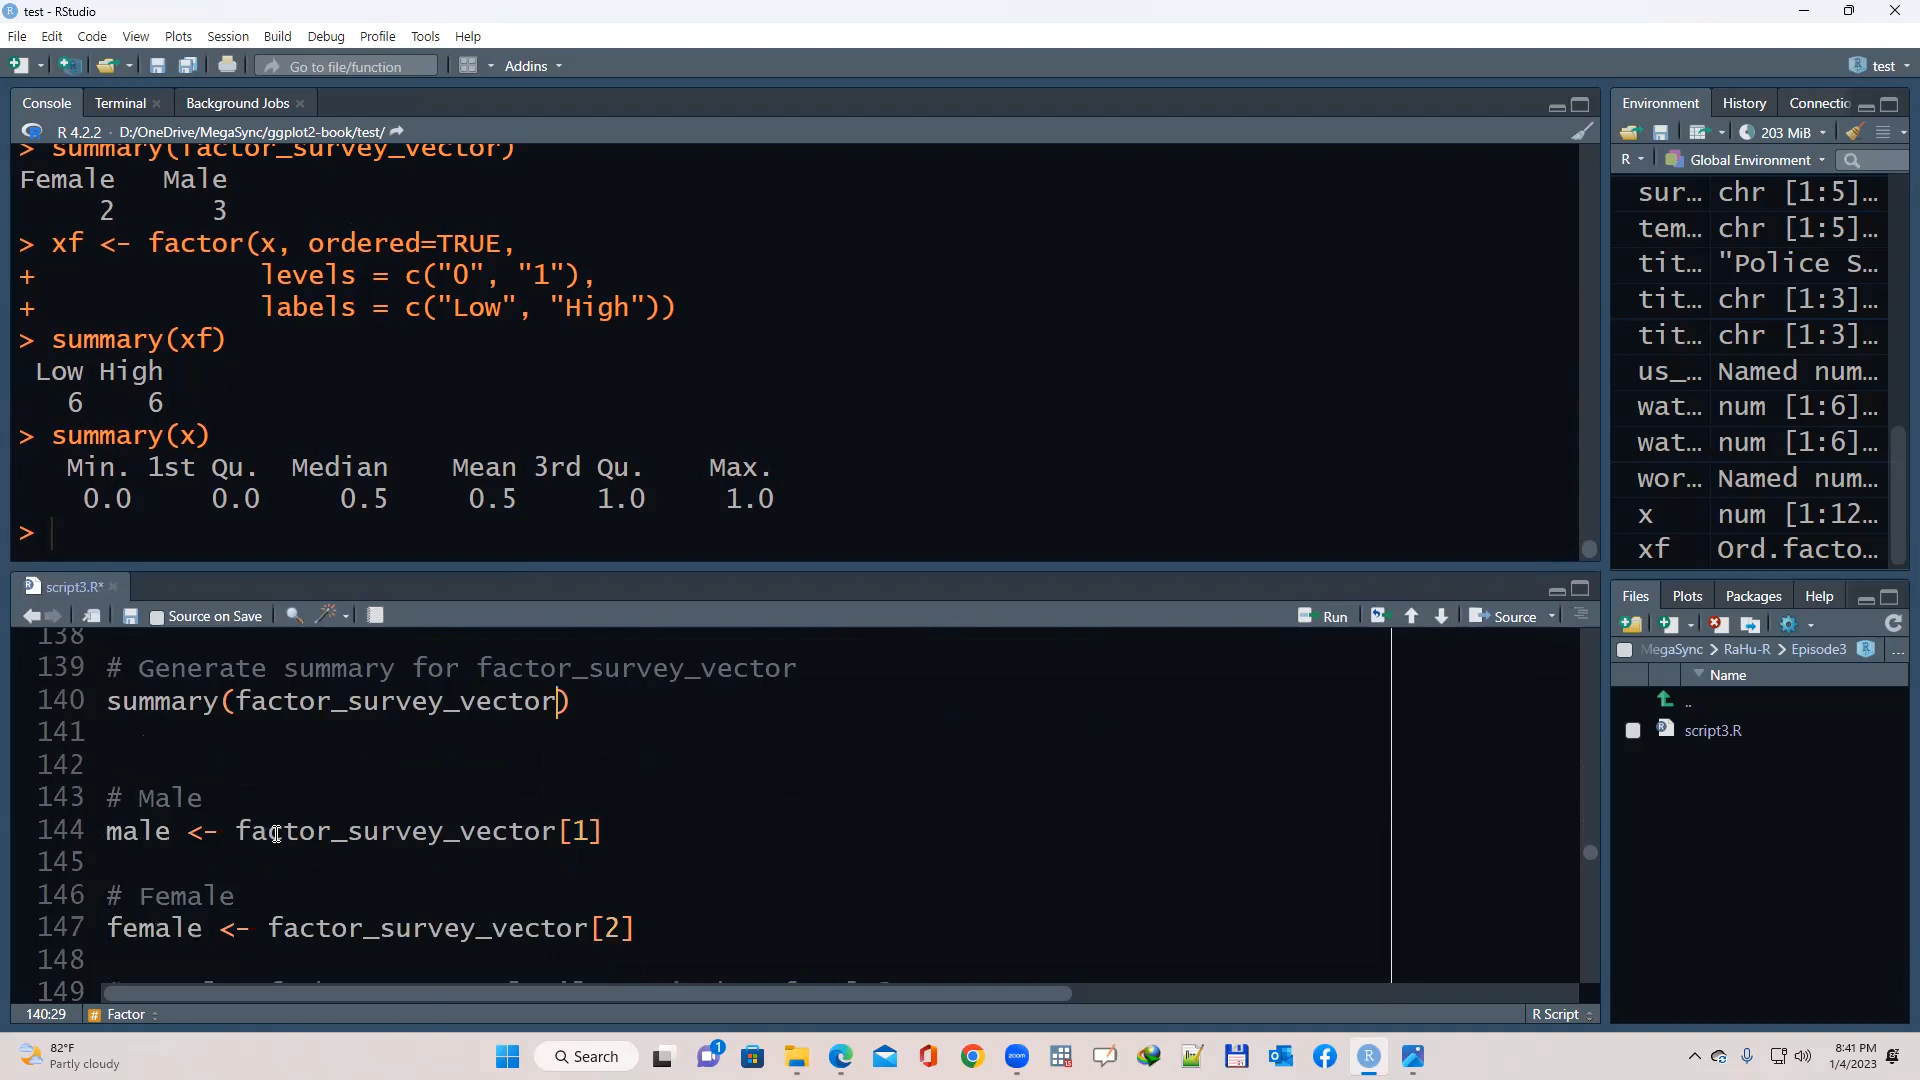 test - RStudio
File Edit Code View Plots Session Build Debug Profile Tools Help
Go to file/function Addins test
Console Terminal Background Jobs
R 4.2.2 · D:/OneDrive/MegaSync/ggplot2-book/test/
> summary(factor_survey_vector)
Female Male
2 3
> xf <- factor(x, ordered=TRUE,
+ levels = c("0", "1"),
+ labels = c("Low", "High"))
> summary(xf)
Low High
6 6
> summary(x)
Min. 1st Qu. Median Mean 3rd Qu. Max.
0.0 0.0 0.5 0.5 1.0 1.0
>
Environment History Connectio
203 MiB
R Global Environment
sur... chr [1:5]...
tem... chr [1:5]...
tit... "Police S...
tit... chr [1:3]...
tit... chr [1:3]...
us_... Named num...
wat... num [1:6]...
wat... num [1:6]...
wor... Named num...
x num [1:12...
xf Ord.facto...
script3.R*
Source on Save Run Source
138
139 # Generate summary for factor_survey_vector
140 summary(factor_survey_vector)
141
142
143 # Male
144 male <- factor_survey_vector[1]
145
146 # Female
147 female <- factor_survey_vector[2]
148
149
140:29 # Factor R Script
Files Plots Packages Help
MegaSync RaHu-R Episode3 ...
Name
..
script3.R
82°F
Partly cloudy
Search
1
zoom
8:41 PM
1/4/2023